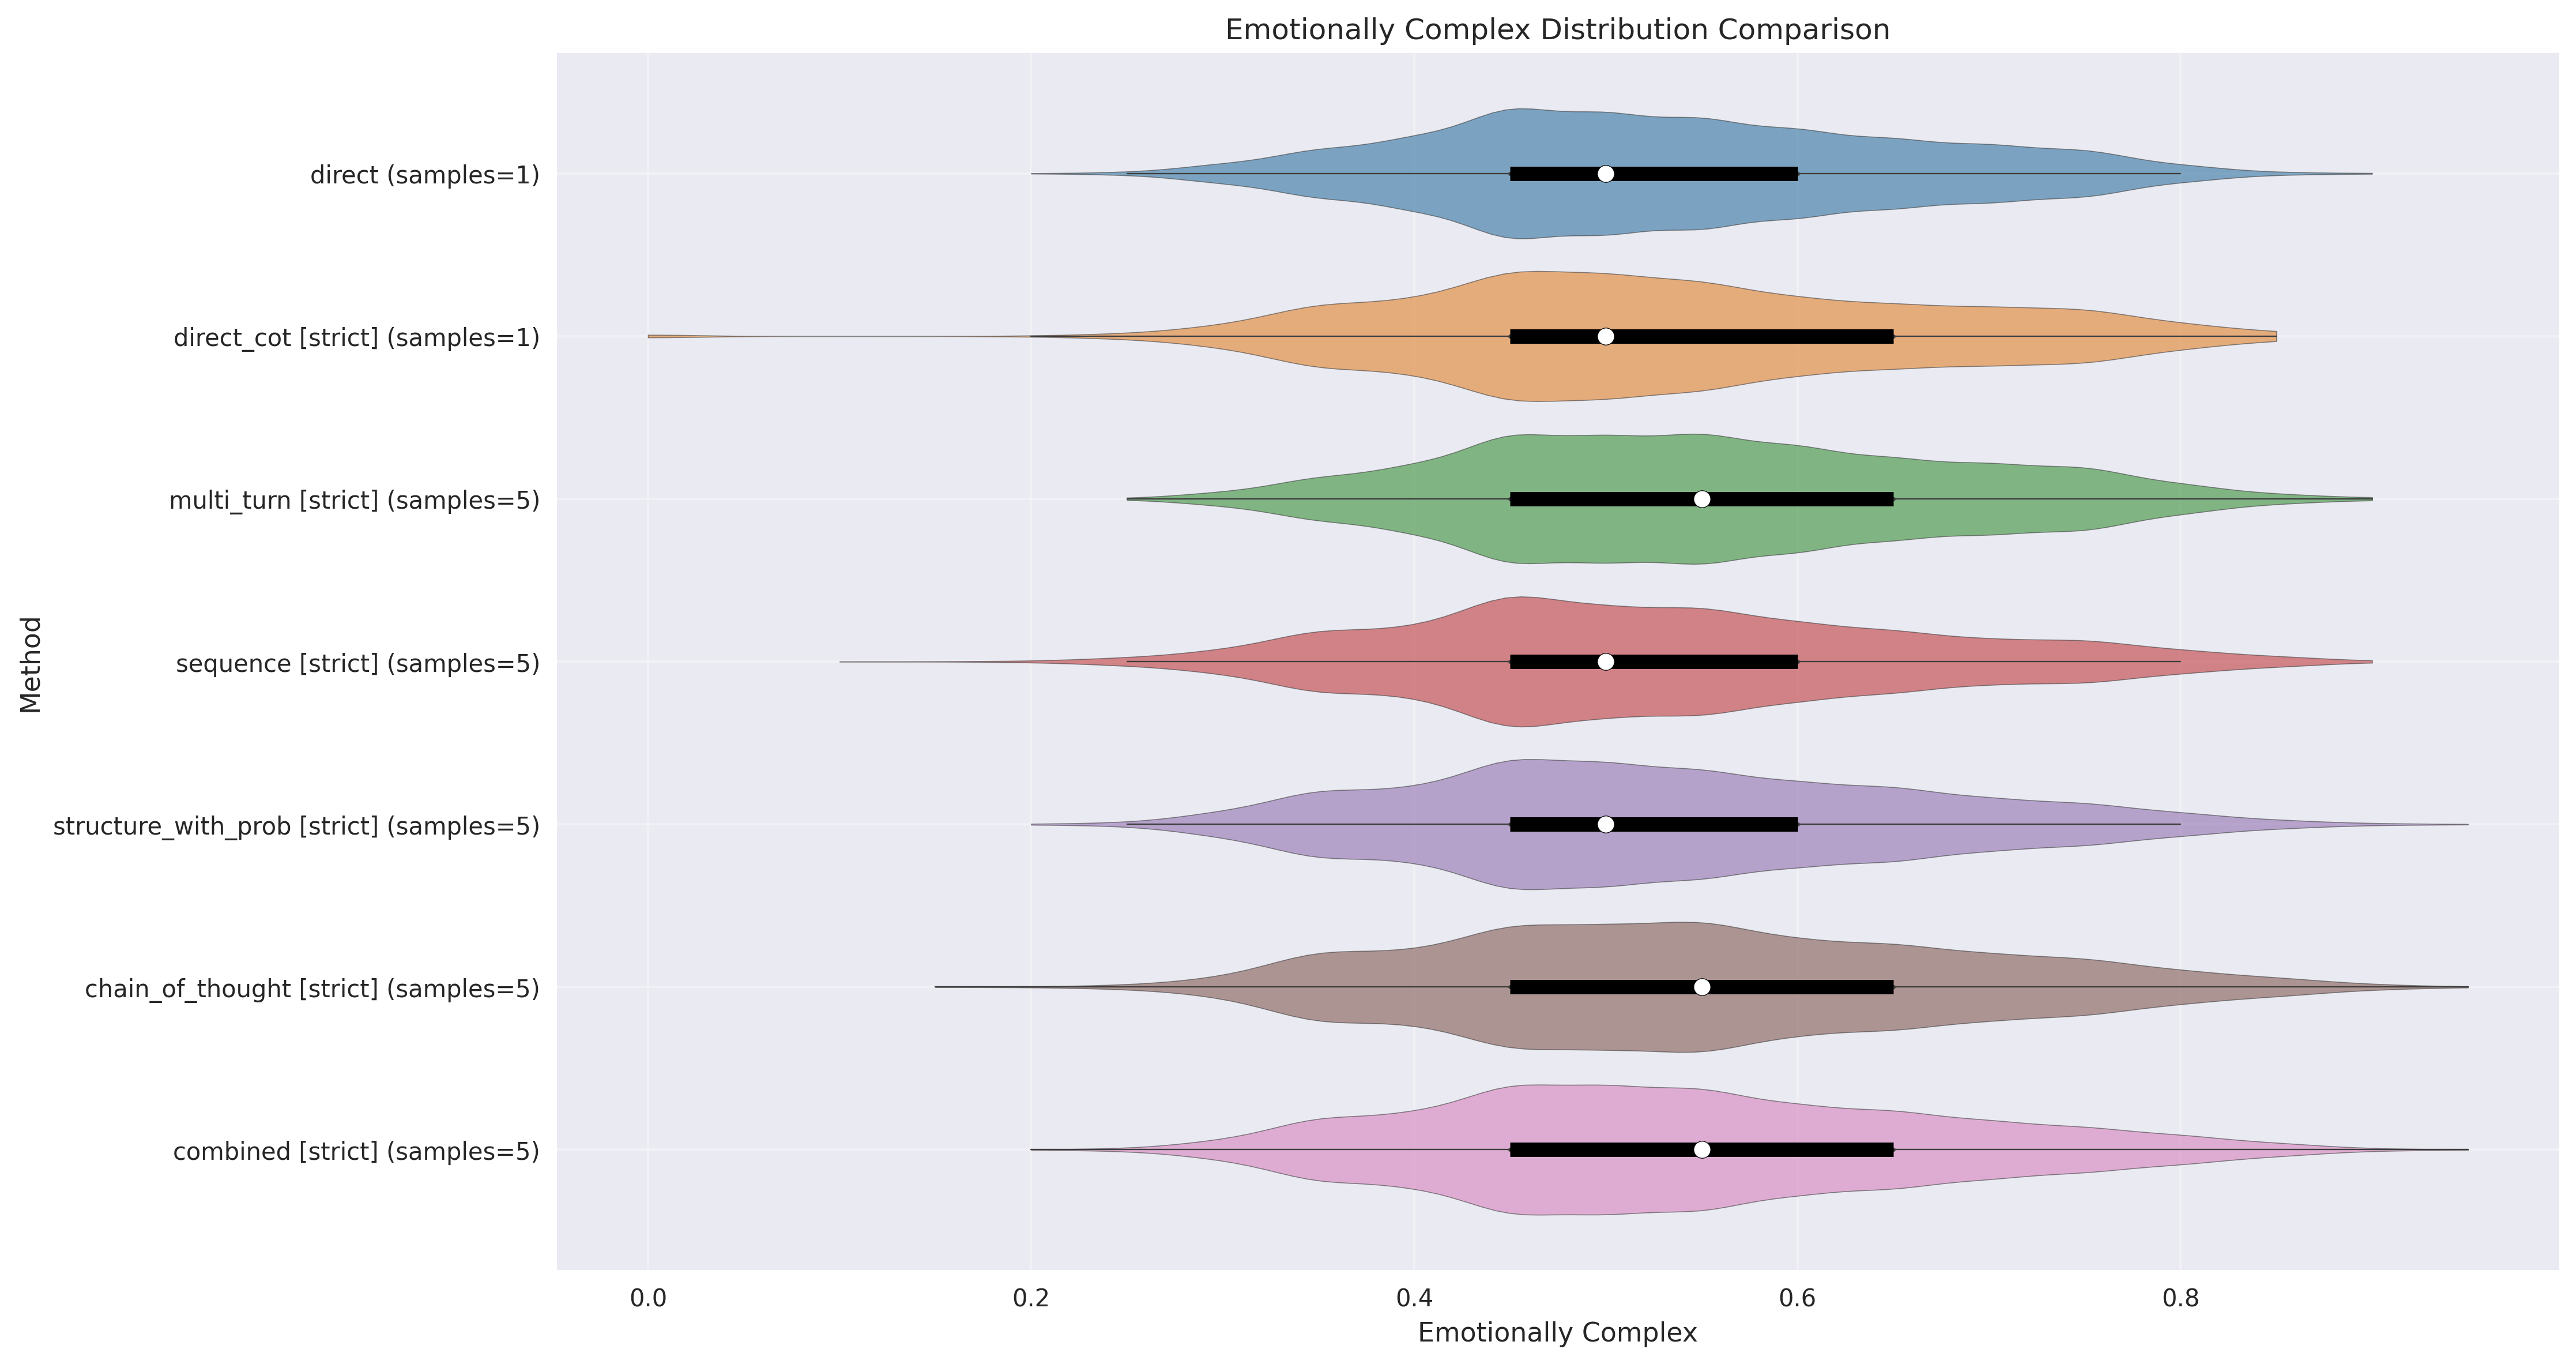 Emotionally Complex Distribution Comparison
direct (samples=1)
direct_cot [strict] (samples=1)
multi_turn [strict] (samples=5)
sequence [strict] (samples=5)
structure_with_prob [strict] (samples=5)
chain_of_thought [strict] (samples=5)
combined [strict] (samples=5)
Method
0.0 0.2 0.4 0.6 0.8
Emotionally Complex